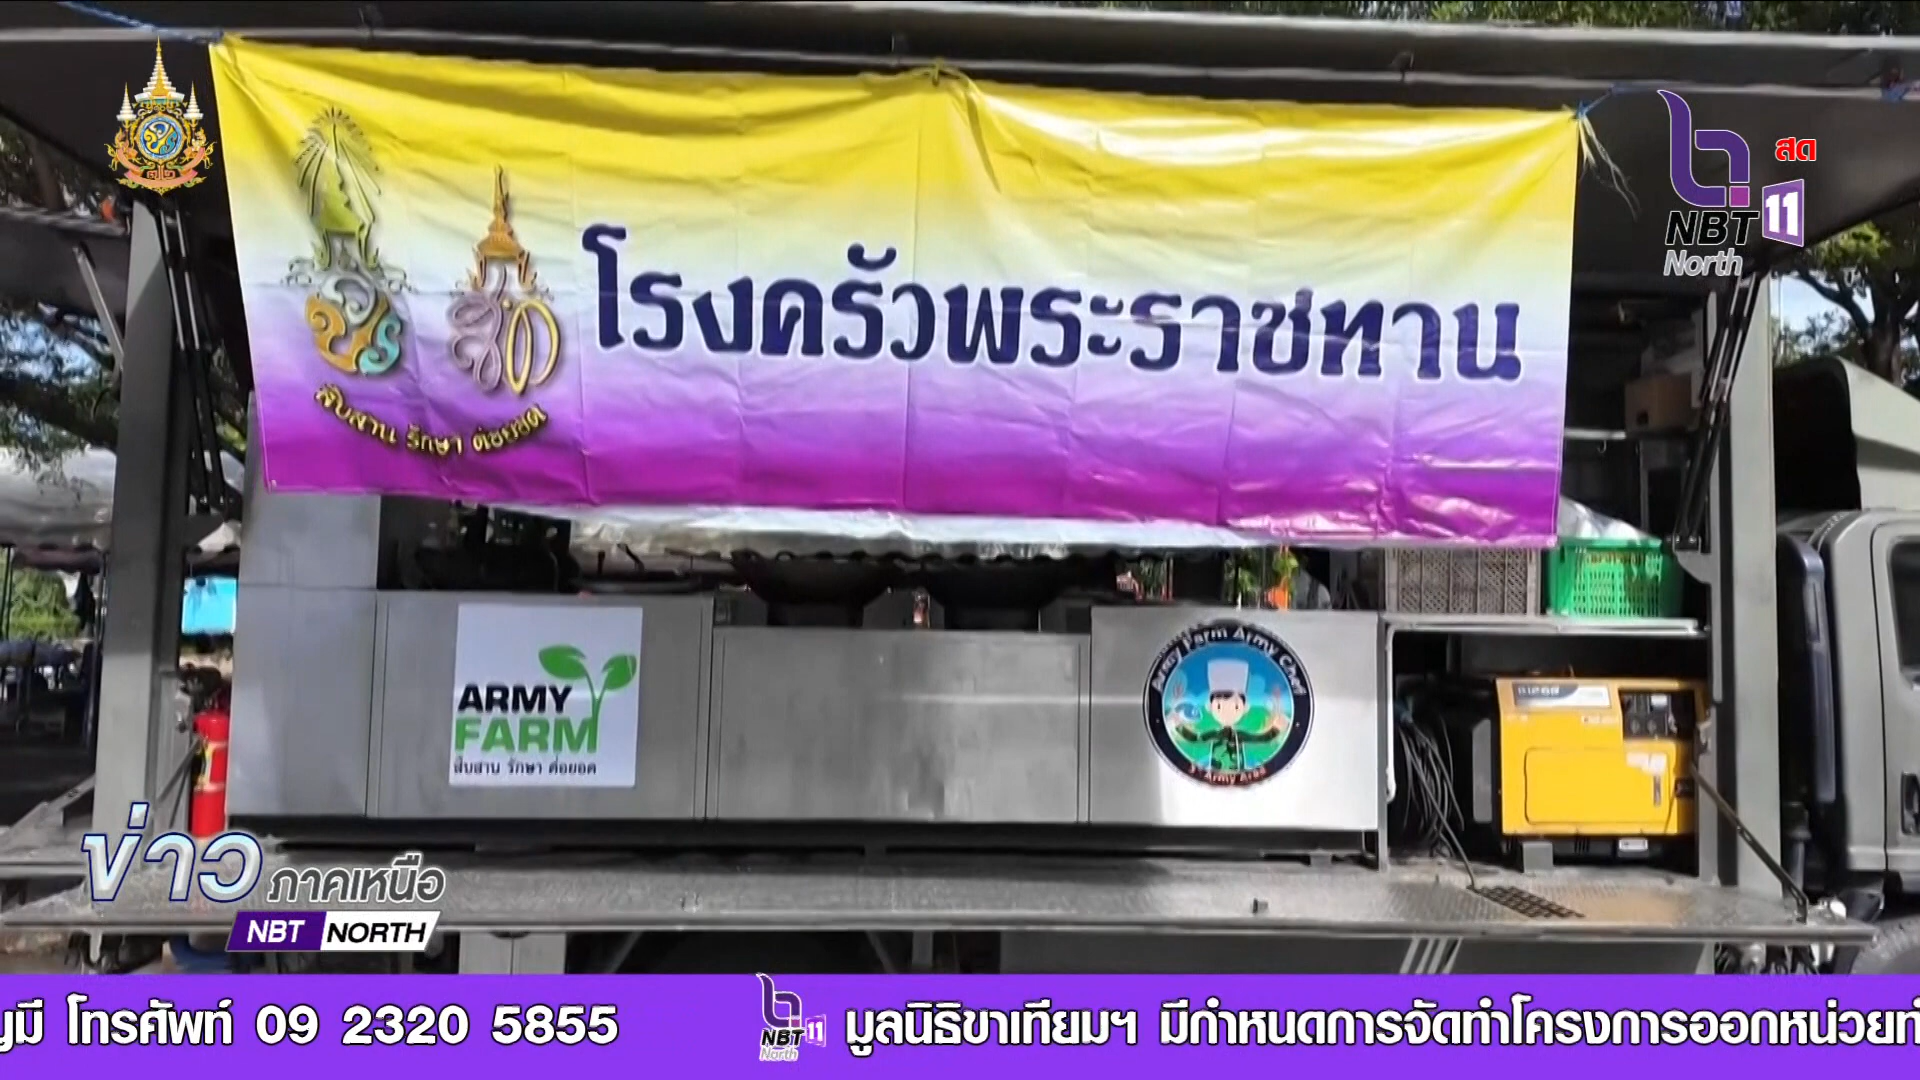 โรงครัวพระราชทาน
สืบสาน รักษา ต่อยอด
สด
NBT 11
North
ARMY
FARM
สืบสาน รักษา ต่อยอด
Army Farm Army Chef
3rd Army Area
ข่าว ภาคเหนือ
NBT NORTH
มี โทรศัพท์ 09 2320 5855
NBT 11
North
มูลนิธิขาเทียมฯ มีกำหนดการจัดทำโครงการออกหน่วย